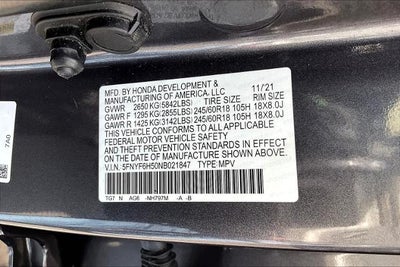 MFD. BY HONDA DEVELOPMENT & 11/21
MANUFACTURING OF AMERICA, LLC
GVWR 2650 KG(5842LBS) TIRE SIZE RIM SIZE
GAWR F 1295 KG(2855LBS) 245/60R18 105H 18X8.0J
GAWR R 1425 KG(3142LBS) 245/60R18 105H 18X8.0J
THIS VEHICLE CONFORMS TO ALL APPLICABLE
FEDERAL MOTOR VEHICLE SAFETY AND
THEFT PREVENTION STANDARDS IN EFFECT
ON THE DATE OF MANUFACTURE SHOWN ABOVE.
V.I.N. 5FNYF6H50NB021847 TYPE: MPV
TG7 N AG6 -NH797M -A -B
7A0